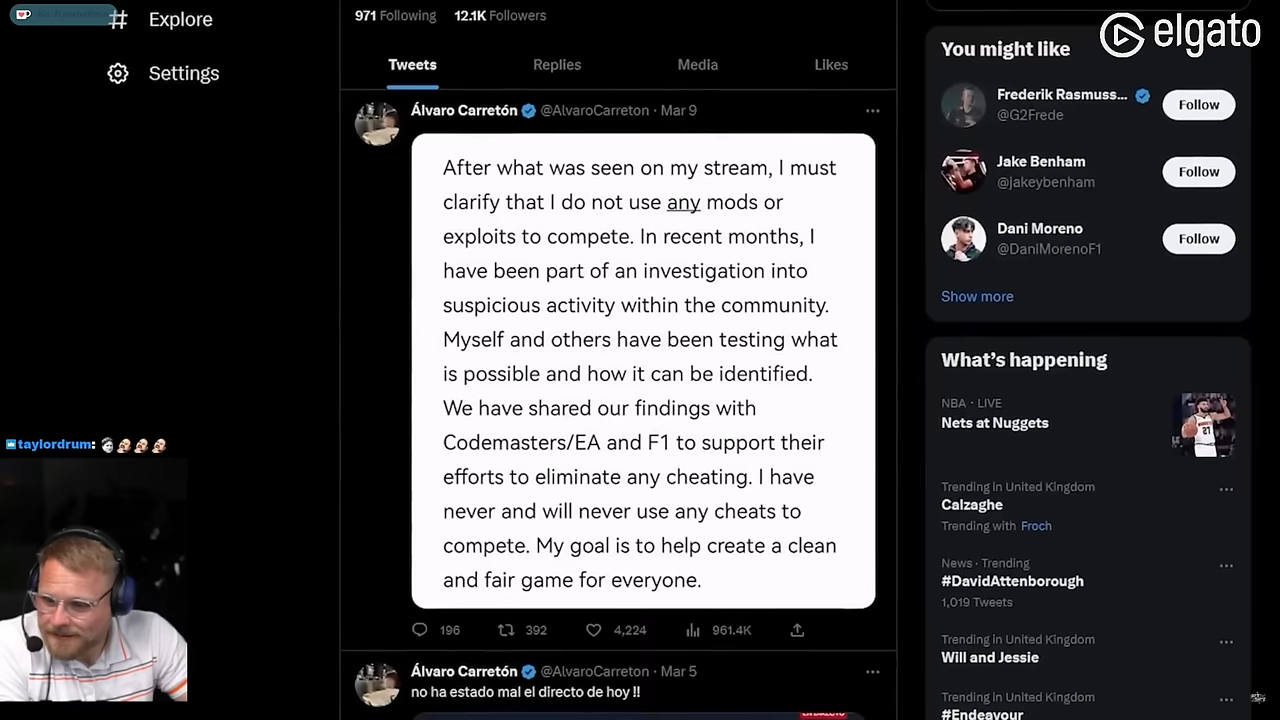 # Explore
Settings
971 Following 12.1K Followers
Tweets Replies Media Likes
Álvaro Carretón @AlvaroCarreton · Mar 9
After what was seen on my stream, I must
clarify that I do not use any mods or
exploits to compete. In recent months, I
have been part of an investigation into
suspicious activity within the community.
Myself and others have been testing what
is possible and how it can be identified.
We have shared our findings with
Codemasters/EA and F1 to support their
efforts to eliminate any cheating. I have
never and will never use any cheats to
compete. My goal is to help create a clean
and fair game for everyone.
196 392 4,224 961.4K
Álvaro Carretón @AlvaroCarreton · Mar 5
no ha estado mal el directo de hoy !!
EN DIRECTO
elgato
You might like
Frederik Rasmuss...
@G2Frede
Follow
Jake Benham
@jakeybenham
Follow
Dani Moreno
@DanIMorenoF1
Follow
Show more
What's happening
NBA · LIVE
Nets at Nuggets
27
Trending in United Kingdom
Calzaghe
Trending with Froch
News · Trending
#DavidAttenborough
1,019 Tweets
Trending in United Kingdom
Will and Jessie
Trending in United Kingdom
#Endeavour
taylordrum: